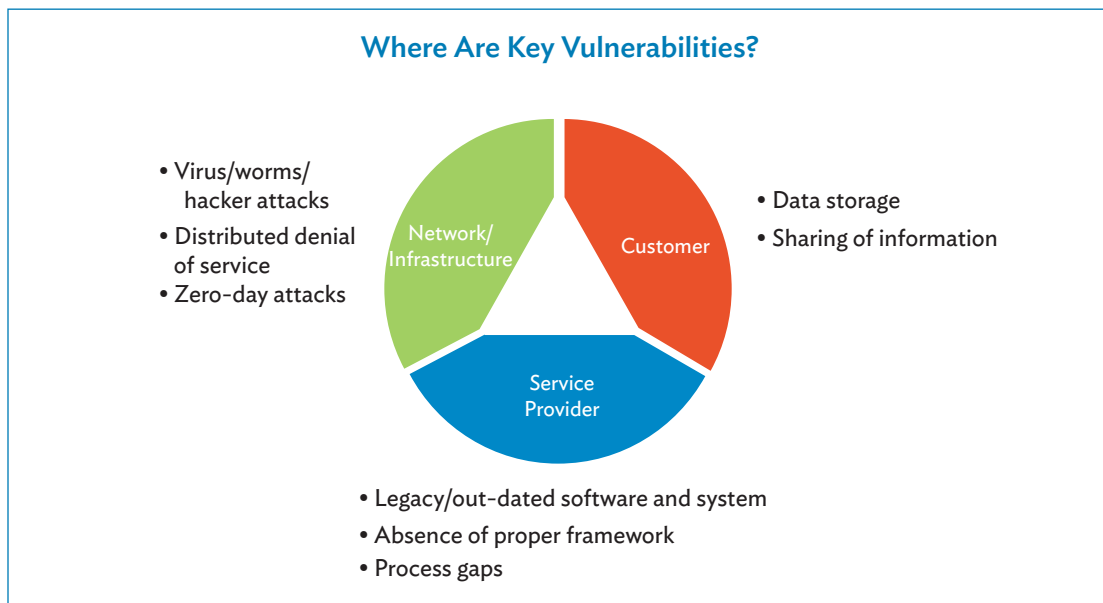 Where Are Key Vulnerabilities?
• Virus/worms/
hacker attacks
• Distributed denial
of service
• Zero-day attacks
Network/
Infrastructure
Customer
• Data storage
• Sharing of information
Service
Provider
• Legacy/out-dated software and system
• Absence of proper framework
• Process gaps